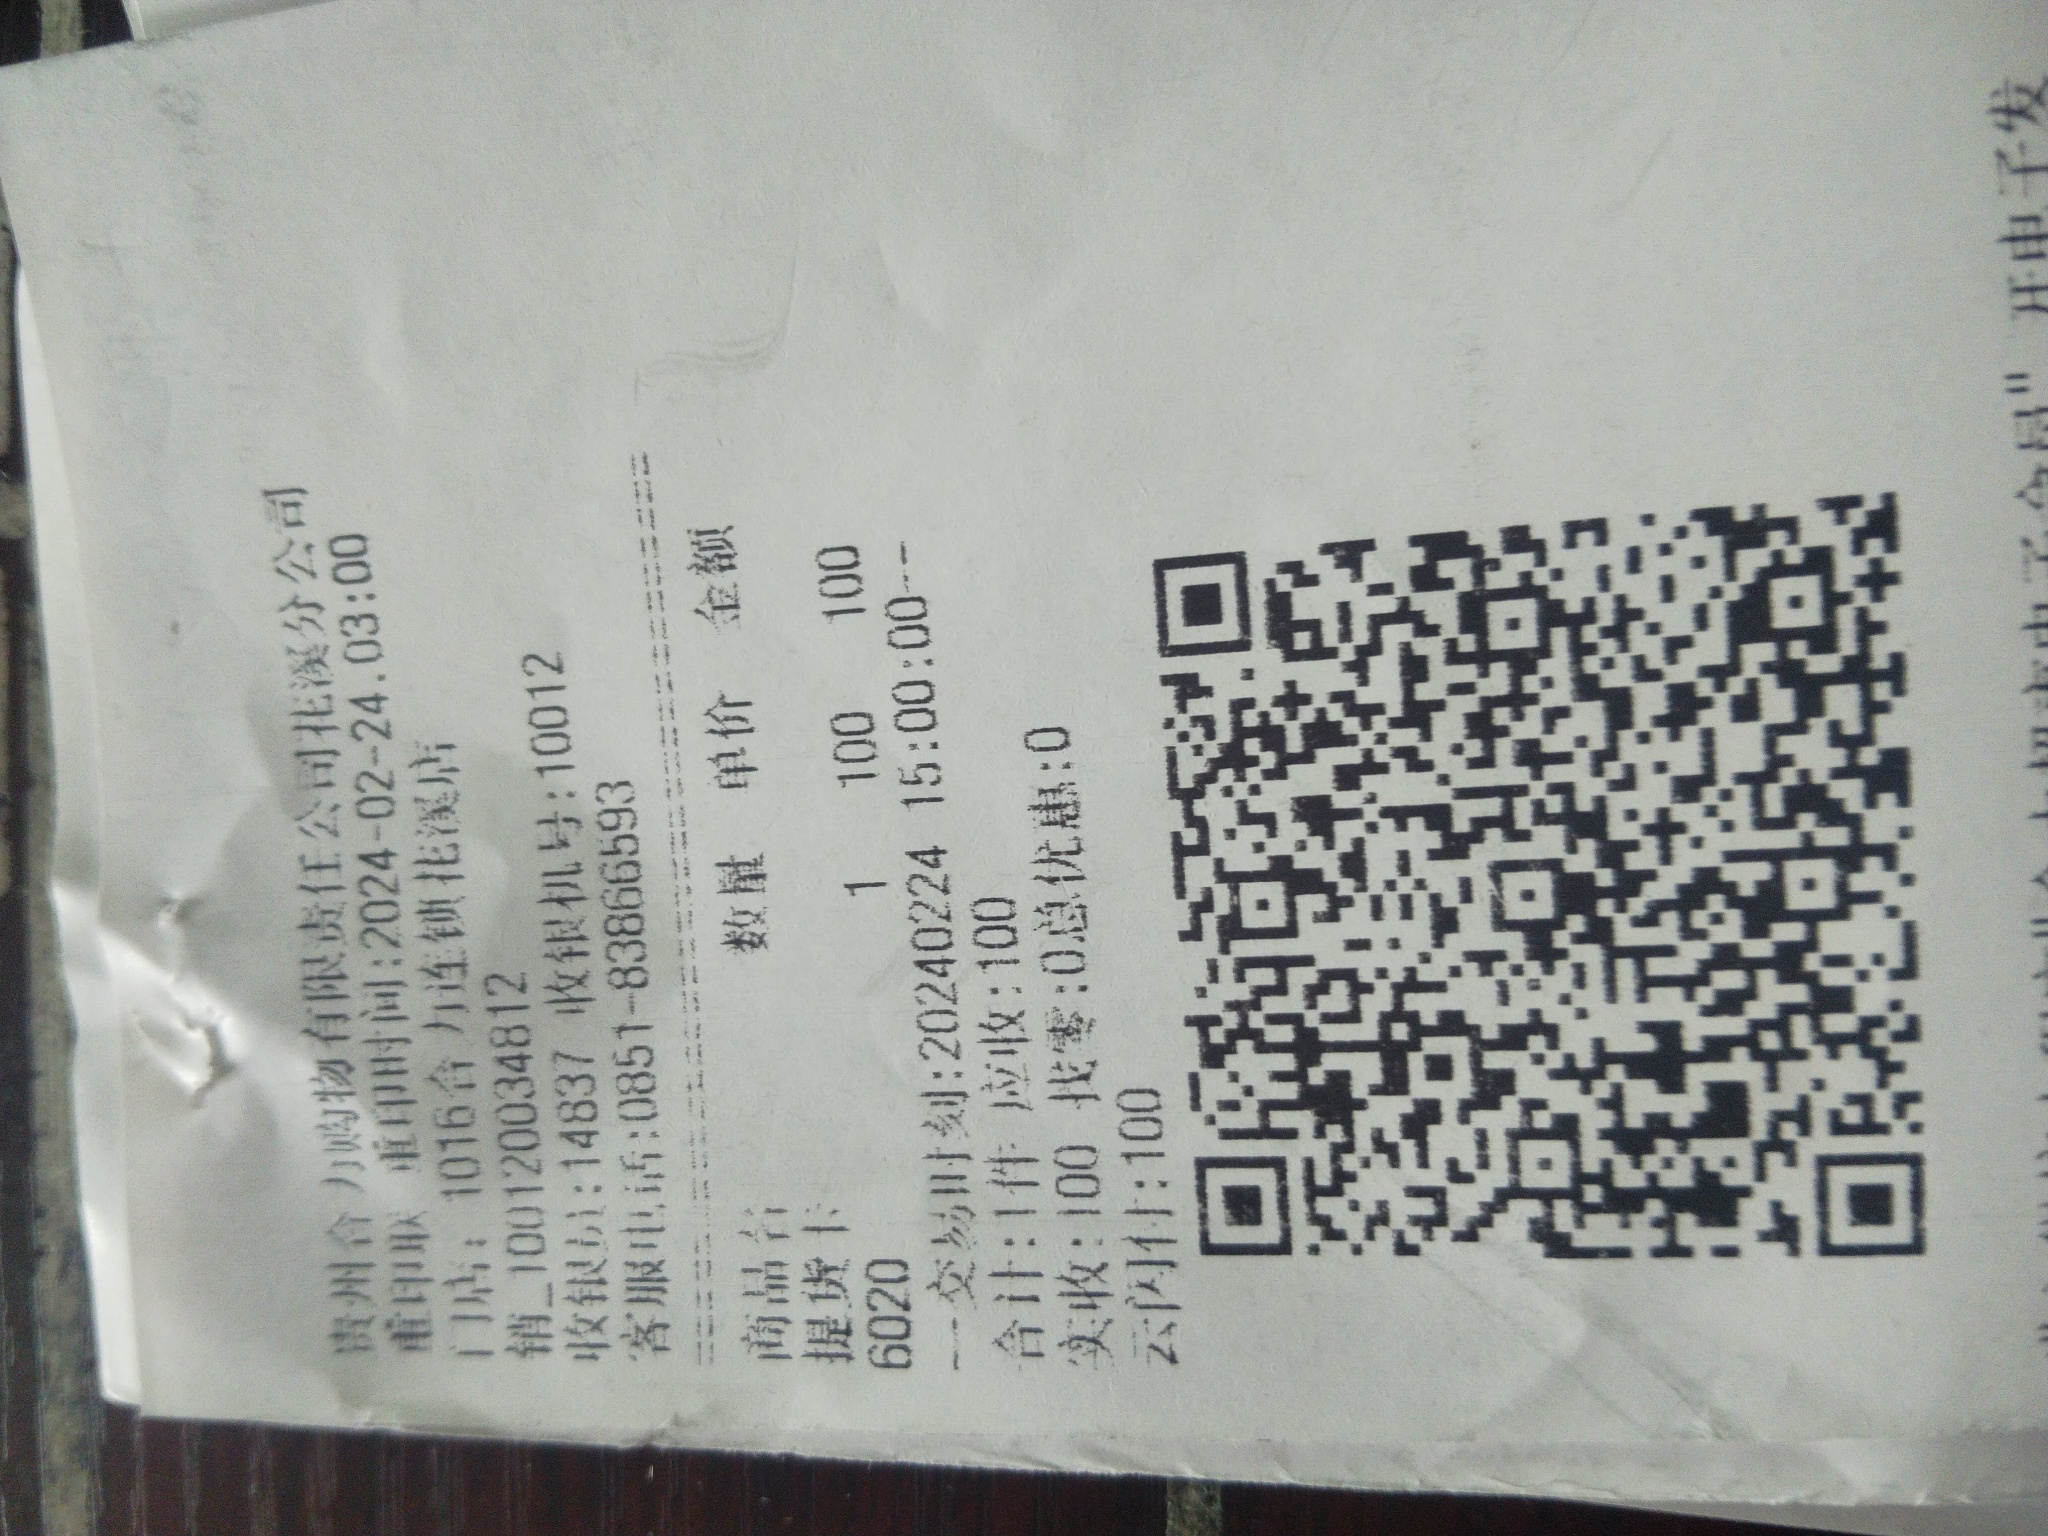 贵州合力购物有限责任公司花溪分公司
重印联 重印时间:2024-02-24.03:00
门店: 1016合力连锁花溪店
销_100120034812
收银员:14837 收银机号:10012
客服电话:0851-83866593
商品名 数量 单价 金额
提货卡
6020 1 100 100
--交易时刻:20240224 15:00:00--
合计:1件 应收:100
实收:100 找零:0总优惠:0
云闪付:100
开电子发